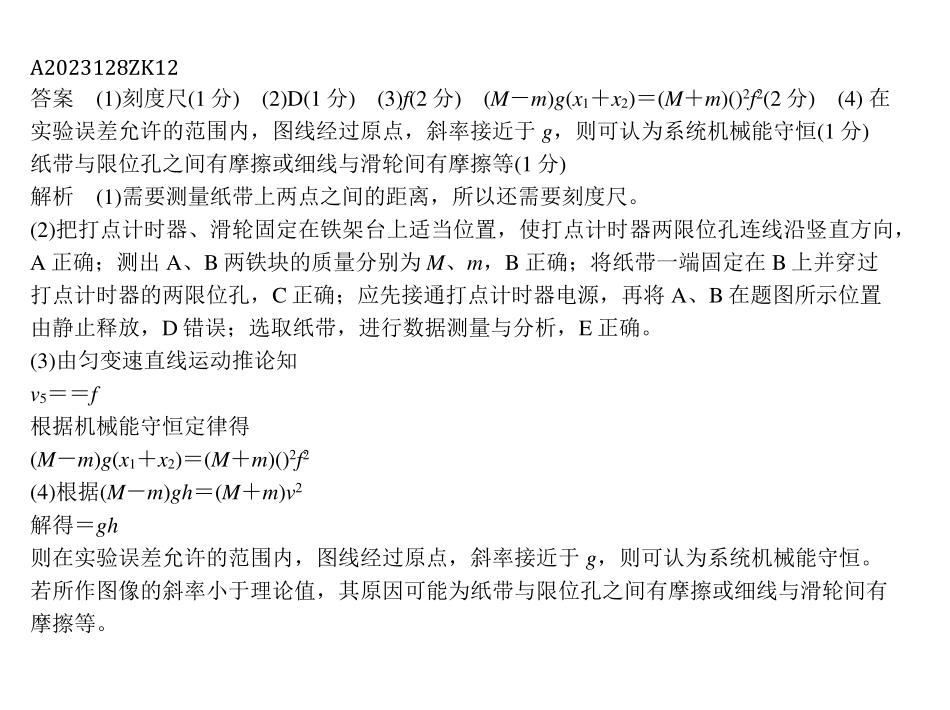 A2023128ZK12
答案　(1)刻度尺(1 分)　(2)D(1 分)　(3)f(2 分)　(M－m)g(x₁＋x₂)＝(M＋m)()²f²(2 分)　(4) 在
实验误差允许的范围内，图线经过原点，斜率接近于 g，则可认为系统机械能守恒(1 分)
纸带与限位孔之间有摩擦或细线与滑轮间有摩擦等(1 分)
解析　(1)需要测量纸带上两点之间的距离，所以还需要刻度尺。
(2)把打点计时器、滑轮固定在铁架台上适当位置，使打点计时器两限位孔连线沿竖直方向，
A 正确；测出 A、B 两铁块的质量分别为 M、m，B 正确；将纸带一端固定在 B 上并穿过
打点计时器的两限位孔，C 正确；应先接通打点计时器电源，再将 A、B 在题图所示位置
由静止释放，D 错误；选取纸带，进行数据测量与分析，E 正确。
(3)由匀变速直线运动推论知
v₅＝＝f
根据机械能守恒定律得
(M－m)g(x₁＋x₂)＝(M＋m)()²f²
(4)根据(M－m)gh＝(M＋m)v²
解得＝gh
则在实验误差允许的范围内，图线经过原点，斜率接近于 g，则可认为系统机械能守恒。
若所作图像的斜率小于理论值，其原因可能为纸带与限位孔之间有摩擦或细线与滑轮间有
摩擦等。